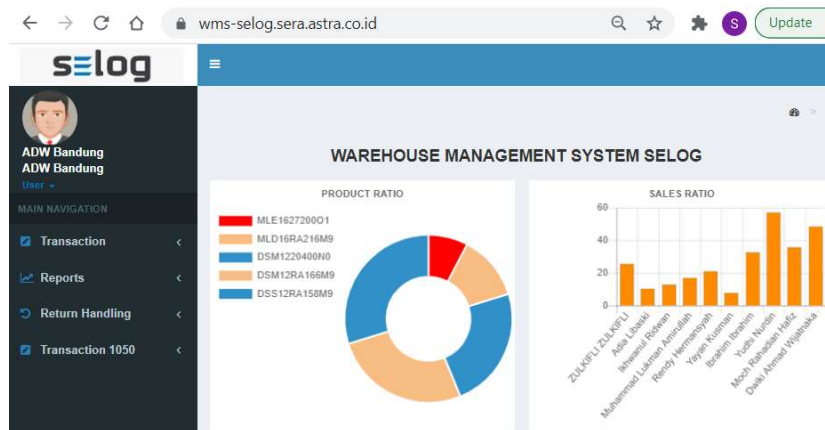 wms-selog.sera.astra.co.id
S
Update
selog
ADW Bandung
ADW Bandung
User
MAIN NAVIGATION
Transaction
Reports
Return Handling
Transaction 1050
WAREHOUSE MANAGEMENT SYSTEM SELOG
PRODUCT RATIO
MLE1627200O1
MLD16RA216M9
DSM1220400N0
DSM12RA166M9
DSS12RA158M9
SALES RATIO
60
40
20
0
ZULKIFLI ZULKIFLI
Adia Libaski
Ikhwanul Ridwan
Muhammad Lukman Amirullah
Rendy Hermansyah
Yayan Kusman
Ibrahim Ibrahim
Yudhi Nurdin
Moch Rahadian Hafiz
Dwiki Ahmad Wijatnaka